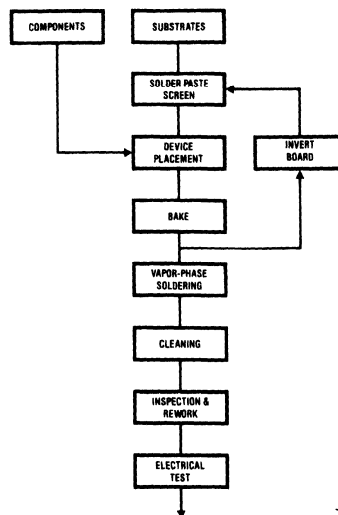 COMPONENTS
SUBSTRATES
SOLDER PASTE
SCREEN
DEVICE
PLACEMENT
INVERT
BOARD
BAKE
VAPOR-PHASE
SOLDERING
CLEANING
INSPECTION &
REWORK
ELECTRICAL
TEST